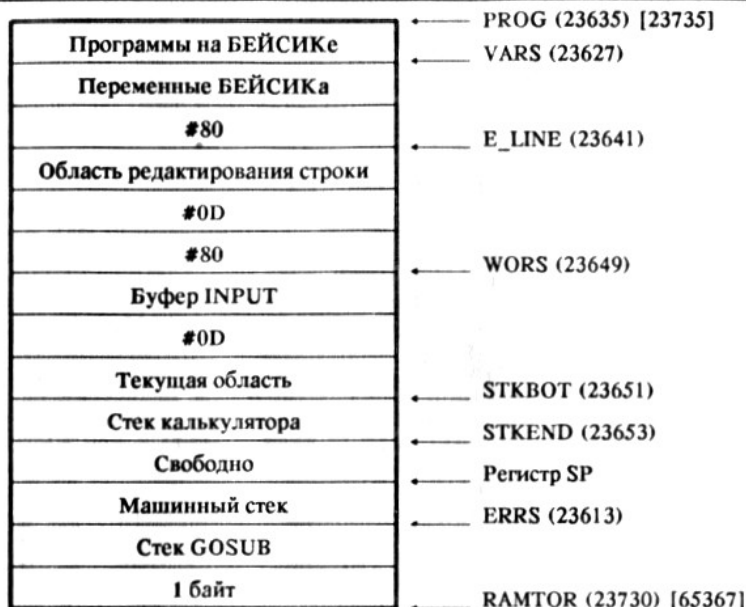 PROG (23635) [23735]
Программы на БЕЙСИКе
VARS (23627)
Переменные БЕЙСИКа
#80
E_LINE (23641)
Область редактирования строки
#0D
#80
WORS (23649)
Буфер INPUT
#0D
Текущая область
STKBOT (23651)
Стек калькулятора
STKEND (23653)
Свободно
Регистр SP
Машинный стек
ERRS (23613)
Стек GOSUB
1 байт
RAMTOR (23730) [65367]